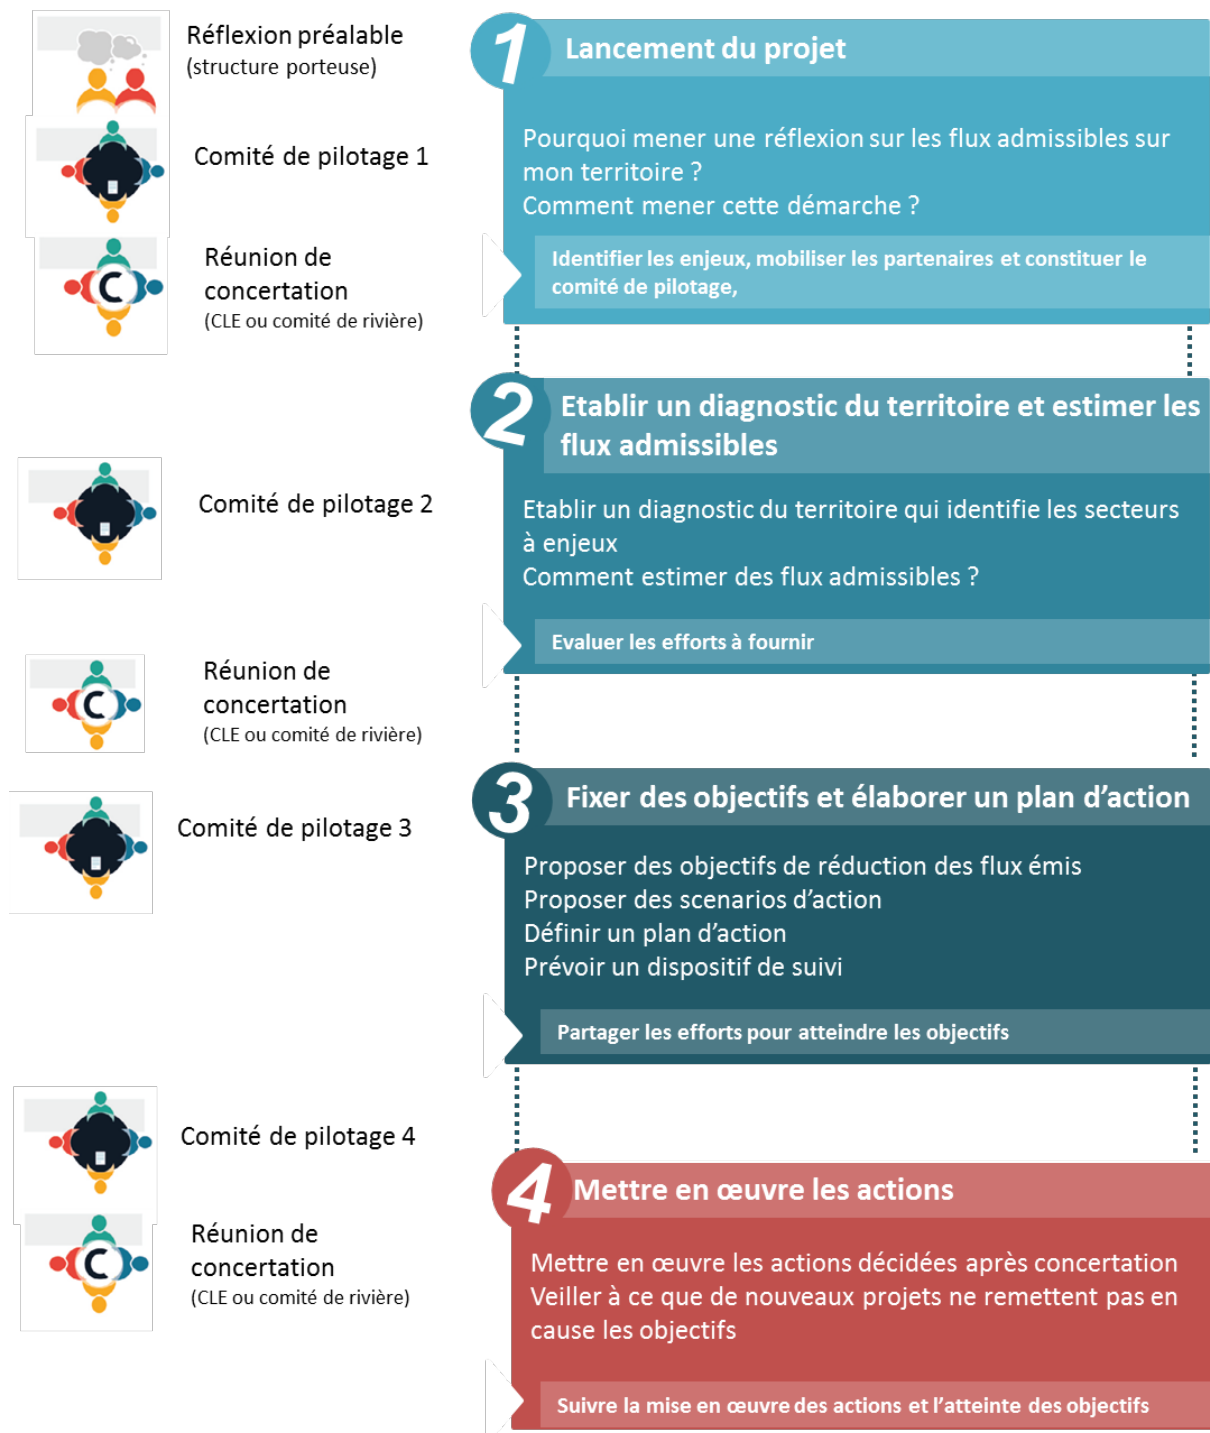 Réflexion préalable
(structure porteuse)
Comité de pilotage 1
Réunion de
concertation
(CLE ou comité de rivière)
1
Lancement du projet
Pourquoi mener une réflexion sur les flux admissibles sur
mon territoire ?
Comment mener cette démarche ?
Identifier les enjeux, mobiliser les partenaires et constituer le
comité de pilotage,
C
Comité de pilotage 2
2
Etablir un diagnostic du territoire et estimer les
flux admissibles
Etablir un diagnostic du territoire qui identifie les secteurs
à enjeux
Comment estimer des flux admissibles ?
Evaluer les efforts à fournir
C
Réunion de
concertation
(CLE ou comité de rivière)
Comité de pilotage 3
3
Fixer des objectifs et élaborer un plan d’action
Proposer des objectifs de réduction des flux émis
Proposer des scenarios d’action
Définir un plan d’action
Prévoir un dispositif de suivi
Partager les efforts pour atteindre les objectifs
Comité de pilotage 4
C
Réunion de
concertation
(CLE ou comité de rivière)
4
Mettre en œuvre les actions
Mettre en œuvre les actions décidées après concertation
Veiller à ce que de nouveaux projets ne remettent pas en
cause les objectifs
Suivre la mise en œuvre des actions et l’atteinte des objectifs